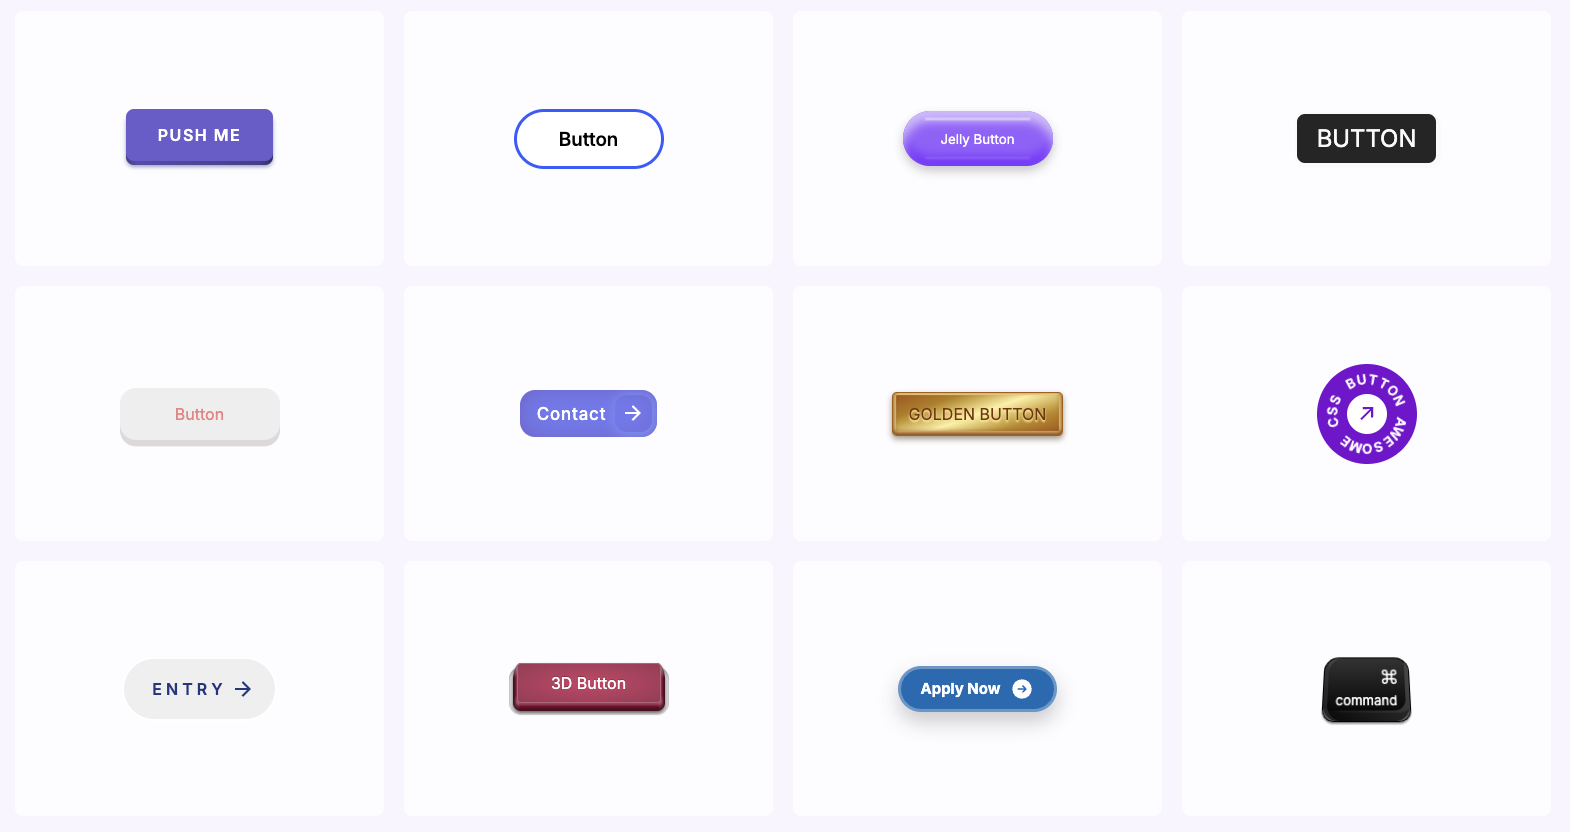 PUSH ME
Button
Jelly Button
BUTTON
Button
Contact
GOLDEN BUTTON
CSS BUTTON AWESOME
ENTRY
3D Button
Apply Now
⌘
command